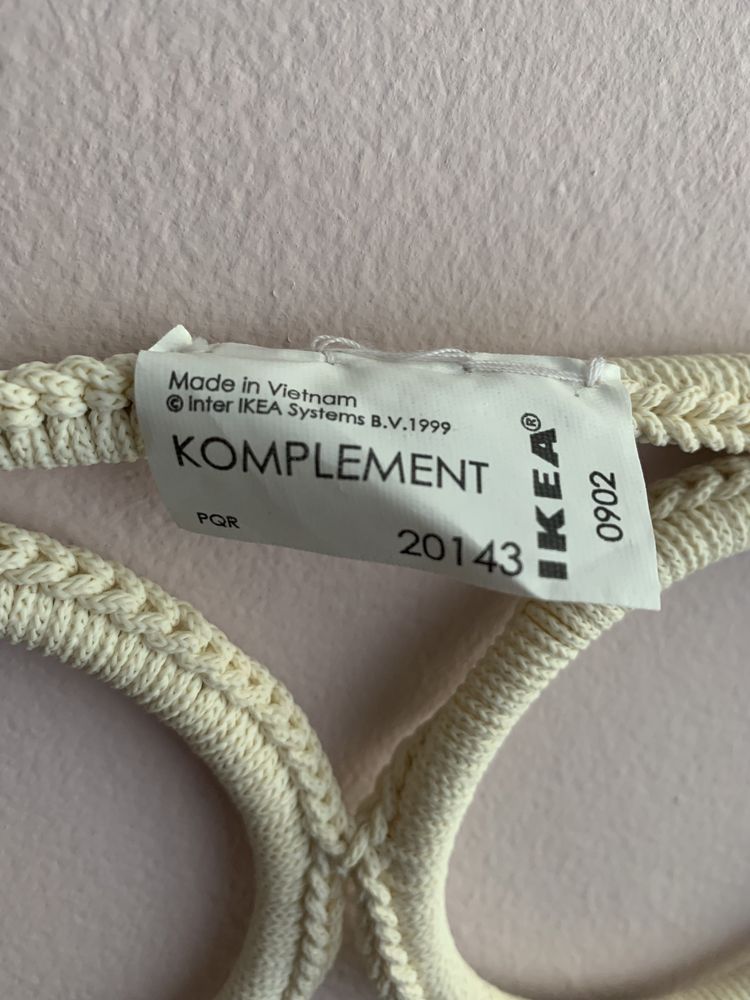 Made in Vietnam
© Inter IKEA Systems B.V.1999
KOMPLEMENT
PQR
20143
IKEA®
0902